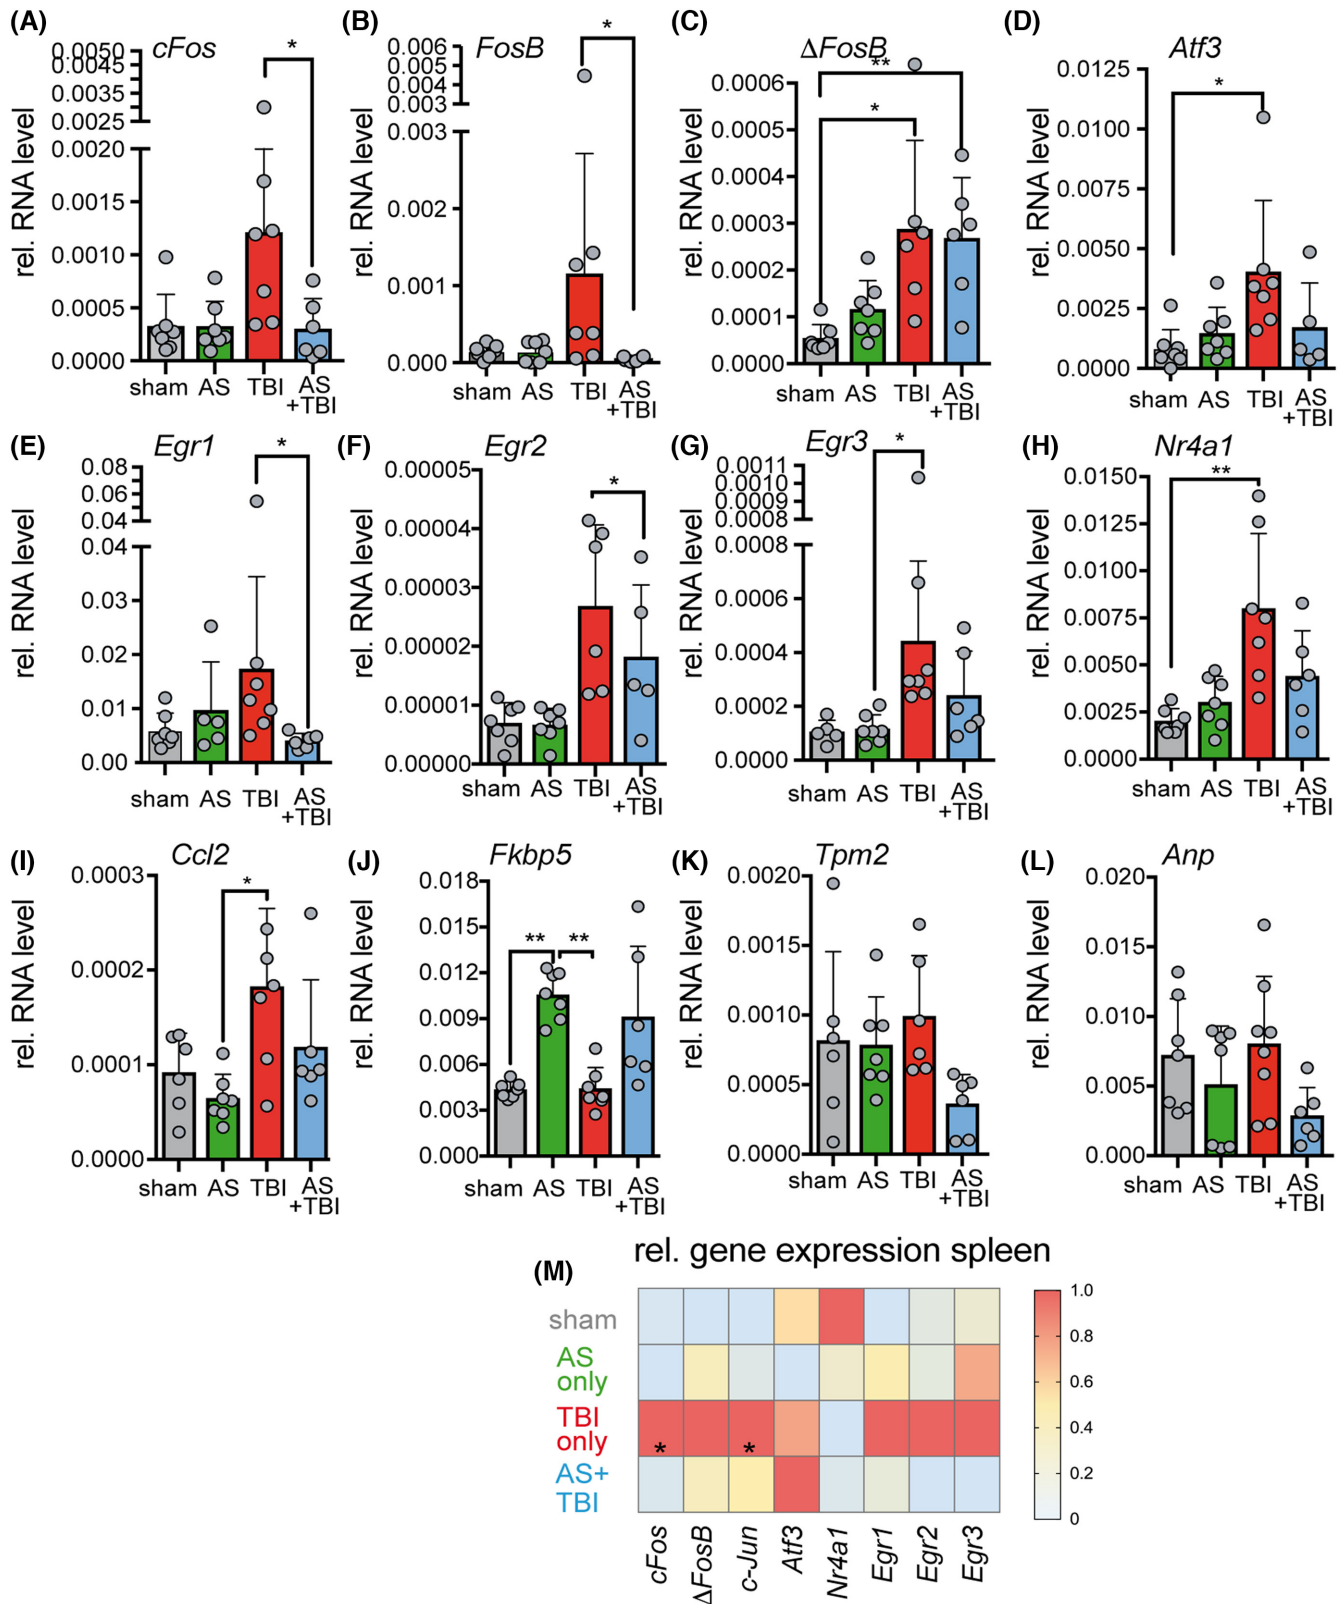 (A) cFos
rel. RNA level
0.0050
0.0045
0.0035
0.0025
0.0020
0.0015
0.0010
0.0005
0.0000
*
sham AS TBI AS
+TBI
(B) FosB
rel. RNA level
0.006
0.005
0.004
0.003
0.003
0.002
0.001
0.000
*
sham AS TBI AS
+TBI
(C) ΔFosB
rel. RNA level
0.0006
0.0005
0.0004
0.0003
0.0002
0.0001
0.0000
**
*
sham AS TBI AS
+TBI
(D) Atf3
rel. RNA level
0.0125
0.0100
0.0075
0.0050
0.0025
0.000
*
sham AS TBI AS
+TBI
(E) Egr1
rel. RNA level
0.08
0.06
0.04
0.04
0.03
0.02
0.01
0.00
*
sham AS TBI AS
+TBI
(F) Egr2
rel. RNA level
0.00005
0.00004
0.00003
0.00002
0.00001
0.00000
*
sham AS TBI AS
+TBI
(G) Egr3
rel. RNA level
0.0011
0.0010
0.0009
0.0008
0.0008
0.0006
0.0004
0.0002
0.0000
*
sham AS TBI AS
+TBI
(H) Nr4a1
rel. RNA level
0.0150
0.0125
0.0100
0.0075
0.0050
0.0025
0.0000
**
sham AS TBI AS
+TBI
(I) Ccl2
rel. RNA level
0.0003
0.0002
0.0001
0.0000
*
sham AS TBI AS
+TBI
(J) Fkbp5
rel. RNA level
0.018
0.015
0.012
0.009
0.006
0.003
0.000
** **
sham AS TBI AS
+TBI
(K) Tpm2
rel. RNA level
0.0020
0.0015
0.0010
0.0005
0.0000
sham AS TBI AS
+TBI
(L) Anp
rel. RNA level
0.020
0.015
0.010
0.005
0.000
sham AS TBI AS
+TBI
(M) rel. gene expression spleen
sham
AS
only
TBI
only
* *
AS+
TBI
cFos
ΔFosB
c-Jun
Atf3
Nr4a1
Egr1
Egr2
Egr3
1.0
0.8
0.6
0.4
0.2
0